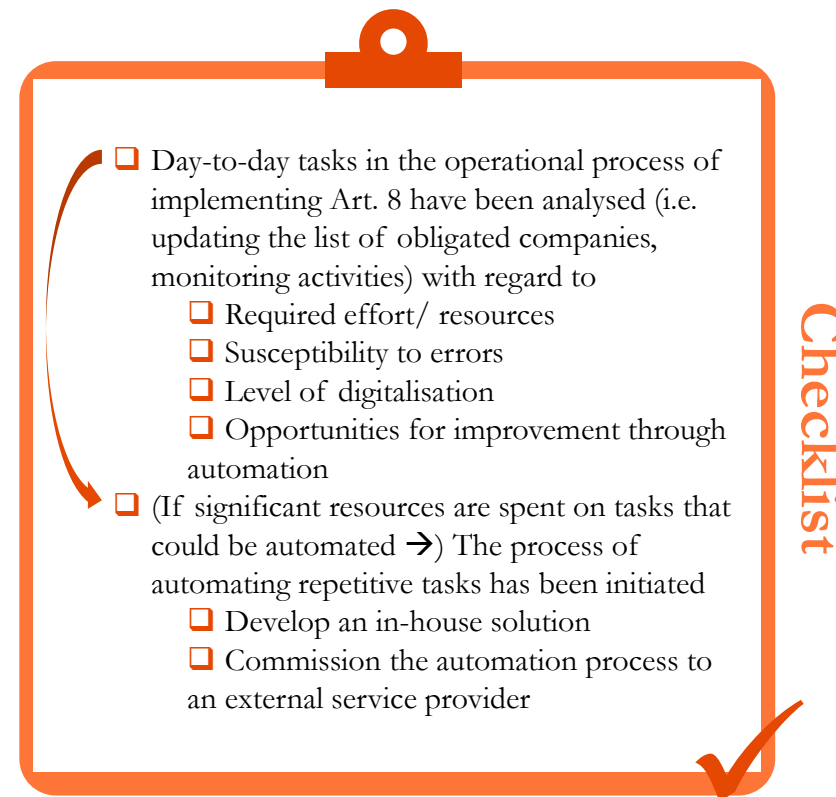 ❑ Day-to-day tasks in the operational process of
implementing Art. 8 have been analysed (i.e.
updating the list of obligated companies,
monitoring activities) with regard to
❑ Required effort/ resources
❑ Susceptibility to errors
❑ Level of digitalisation
❑ Opportunities for improvement through
automation
❑ (If significant resources are spent on tasks that
could be automated →) The process of
automating repetitive tasks has been initiated
❑ Develop an in-house solution
❑ Commission the automation process to
an external service provider
Checklist